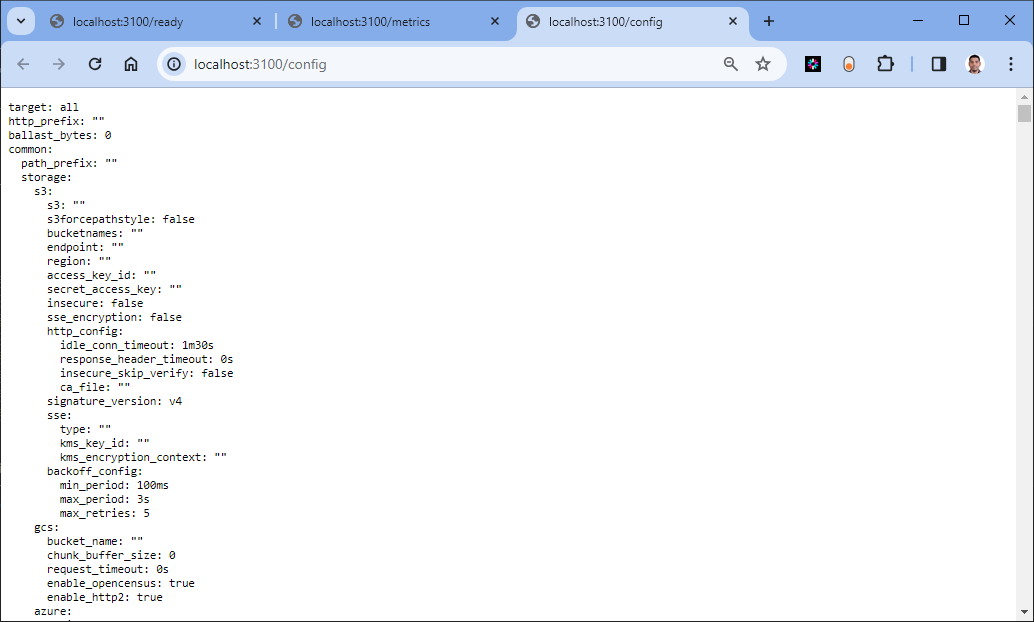 localhost:3100/ready
localhost:3100/metrics
localhost:3100/config
localhost:3100/config
target: all
http_prefix: ""
ballast_bytes: 0
common:
  path_prefix: ""
  storage:
    s3:
      s3: ""
      s3forcepathstyle: false
      bucketnames: ""
      endpoint: ""
      region: ""
      access_key_id: ""
      secret_access_key: ""
      insecure: false
      sse_encryption: false
      http_config:
        idle_conn_timeout: 1m30s
        response_header_timeout: 0s
        insecure_skip_verify: false
        ca_file: ""
      signature_version: v4
      sse:
        type: ""
        kms_key_id: ""
        kms_encryption_context: ""
      backoff_config:
        min_period: 100ms
        max_period: 3s
        max_retries: 5
    gcs:
      bucket_name: ""
      chunk_buffer_size: 0
      request_timeout: 0s
      enable_opencensus: true
      enable_http2: true
    azure: